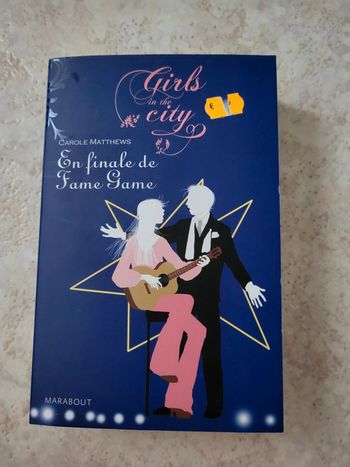 Girls
in the
city
€
CAROLE MATTHEWS
En finale de
Fame Game
MARABOUT